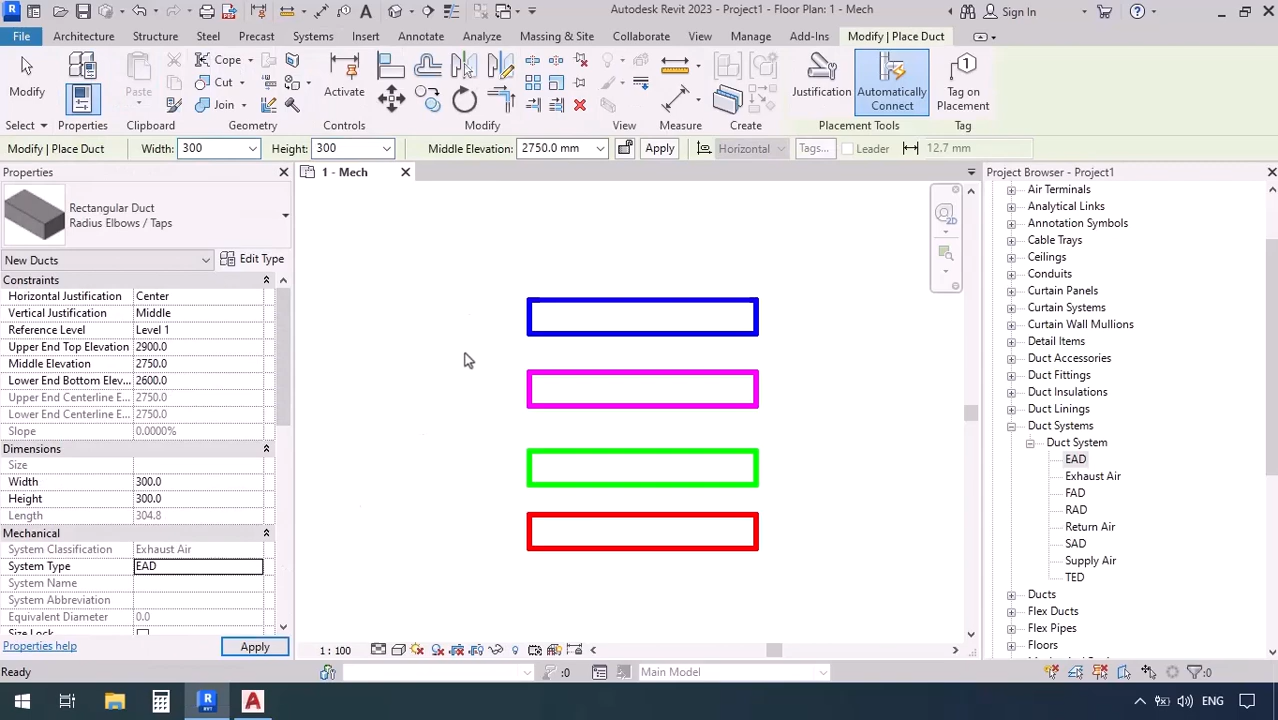 Autodesk Revit 2023 - Project1 - Floor Plan: 1 - Mech
Sign In
File
Architecture
Structure
Steel
Precast
Systems
Insert
Annotate
Analyze
Massing & Site
Collaborate
View
Manage
Add-Ins
Modify | Place Duct
Modify
Paste
Cope
Cut
Join
Activate
Justification
Automatically
Connect
Tag on
Placement
Select
Properties
Clipboard
Geometry
Controls
Modify
View
Measure
Create
Placement Tools
Tag
Modify | Place Duct
Width: 300
Height: 300
Middle Elevation: 2750.0 mm
Apply
Horizontal
Tags...
Leader
12.7 mm
Properties
1 - Mech
Project Browser - Project1
Rectangular Duct
Radius Elbows / Taps
New Ducts
Edit Type
Constraints
Horizontal Justification Center
Vertical Justification Middle
Reference Level Level 1
Upper End Top Elevation 2900.0
Middle Elevation 2750.0
Lower End Bottom Elev... 2600.0
Upper End Centerline E... 2750.0
Lower End Centerline E... 2750.0
Slope 0.0000%
Dimensions
Size
Width 300.0
Height 300.0
Length 304.8
Mechanical
System Classification Exhaust Air
System Type EAD
System Name
System Abbreviation
Equivalent Diameter 0.0
Size Lock
Properties help
Apply
2D
1 : 100
Air Terminals
Analytical Links
Annotation Symbols
Cable Trays
Ceilings
Conduits
Curtain Panels
Curtain Systems
Curtain Wall Mullions
Detail Items
Duct Accessories
Duct Fittings
Duct Insulations
Duct Linings
Duct Systems
Duct System
EAD
Exhaust Air
FAD
RAD
Return Air
SAD
Supply Air
TED
Ducts
Flex Ducts
Flex Pipes
Floors
Ready
:0
Main Model
:0
ENG